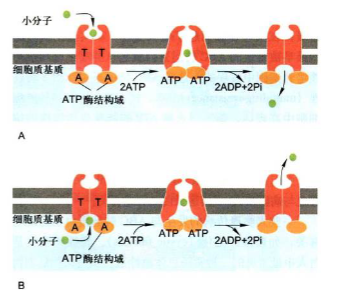 小分子
T T
细胞质基质
A A
2ATP
ATP ATP
2ADP+2Pi
ATP酶结构域
A
T T
细胞质基质
A A
小分子
2ATP
ATP ATP
2ADP+2Pi
ATP酶结构域
B